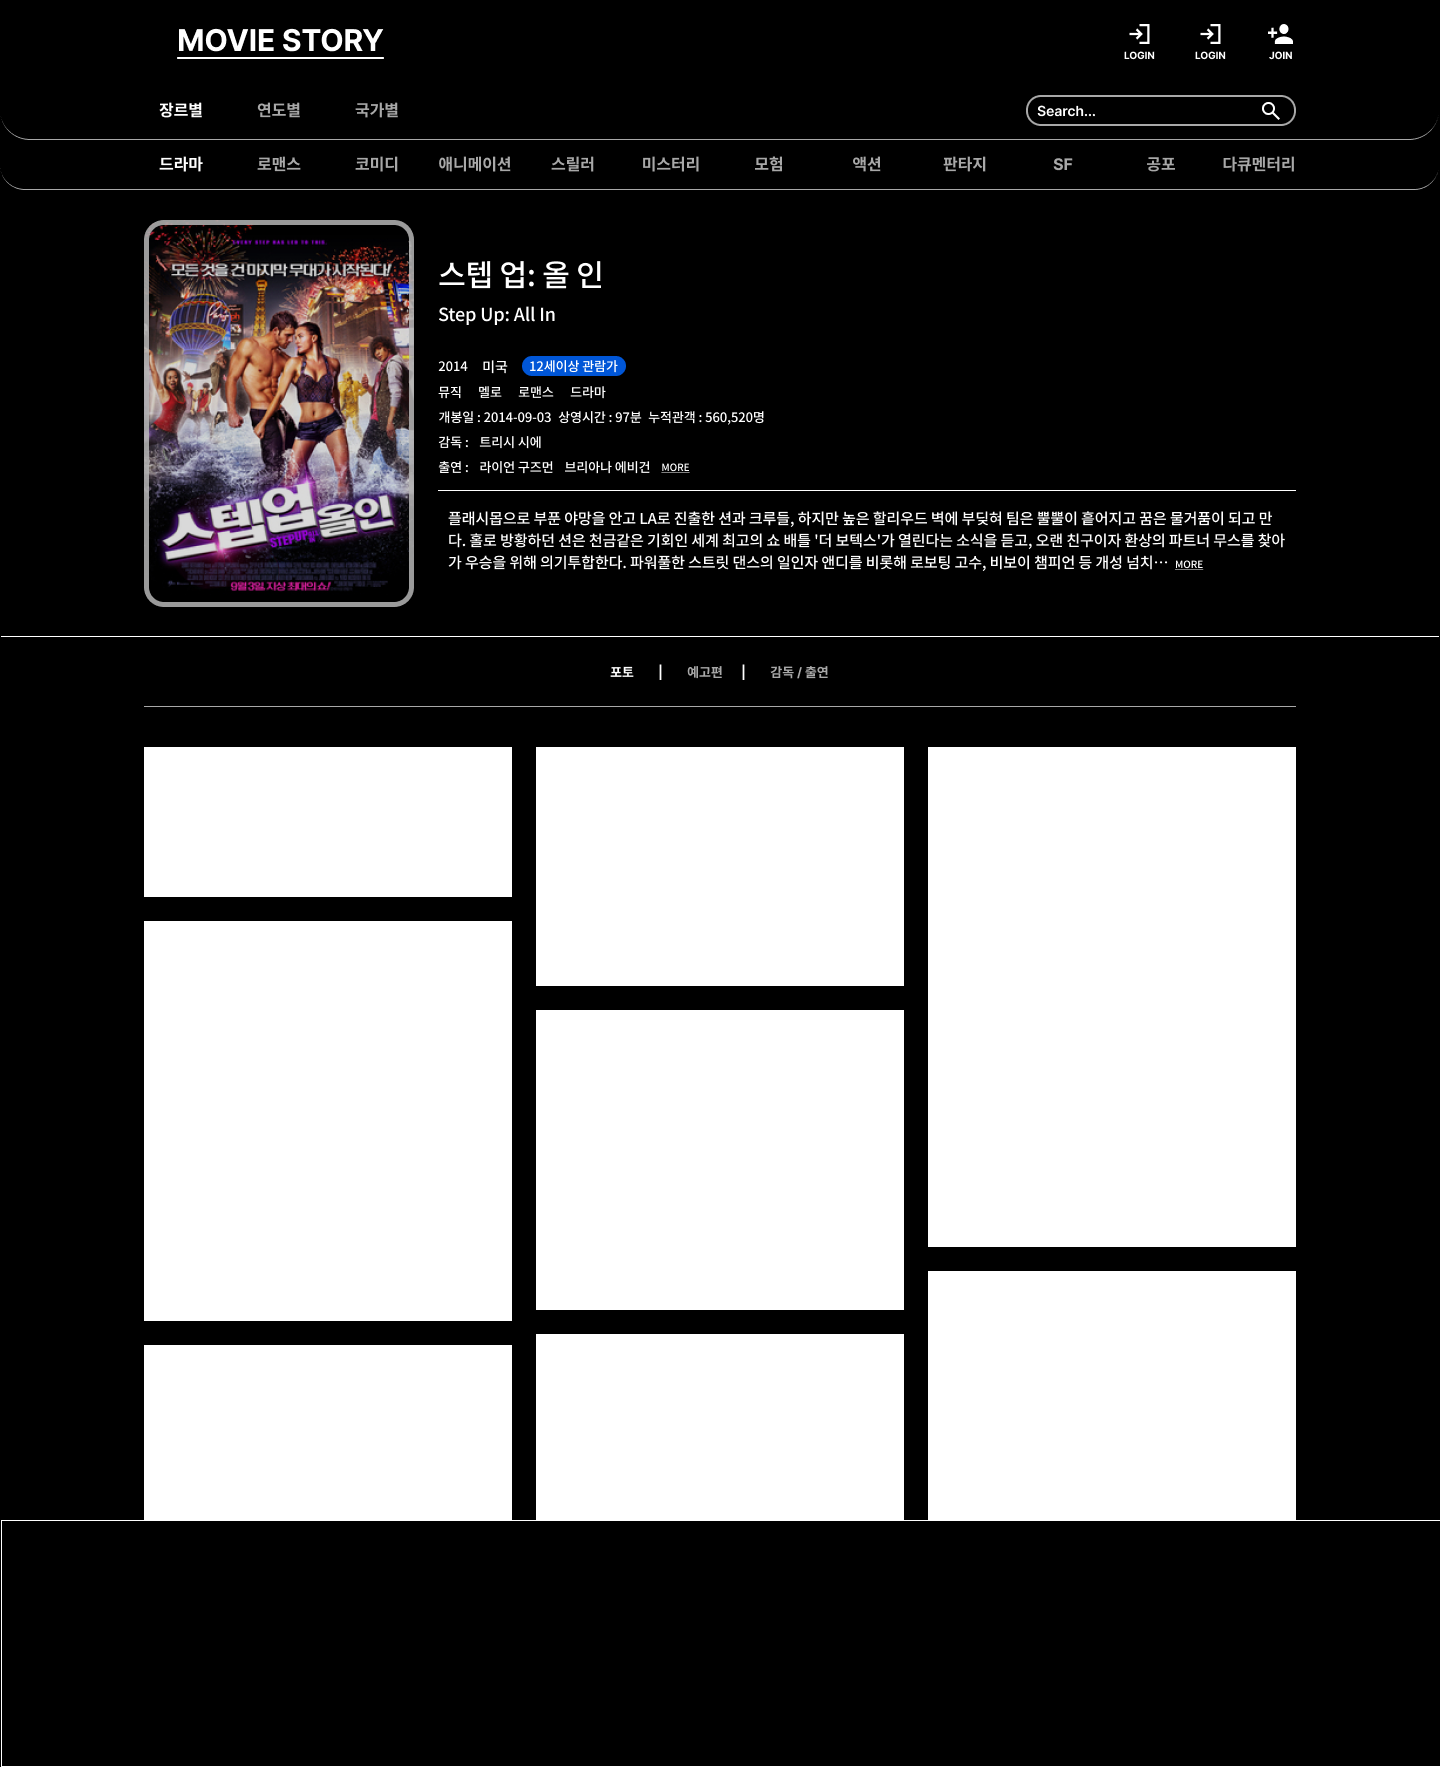 MOVIE STORY
LOGIN
LOGIN
JOIN
장르별 연도별 국가별
Search...
드라마 로맨스 코미디 애니메이션 스릴러 미스터리 모험 액션 판타지 SF 공포 다큐멘터리
모든 것을 건 마지막 무대가 시작된다!
스텝업 올인
STEPUP
9월 3일, 지상 최대의 쇼!
스텝 업: 올 인
Step Up: All In
2014 미국 12세이상 관람가
뮤직 멜로 로맨스 드라마
개봉일 : 2014-09-03 상영시간 : 97분 누적관객 : 560,520명
감독 : 트리시 시에
출연 : 라이언 구즈먼 브리아나 에비건 MORE
플래시몹으로 부푼 야망을 안고 LA로 진출한 션과 크루들, 하지만 높은 할리우드 벽에 부딪혀 팀은 뿔뿔이 흩어지고 꿈은 물거품이 되고 만
다. 홀로 방황하던 션은 천금같은 기회인 세계 최고의 쇼 배틀 '더 보텍스'가 열린다는 소식을 듣고, 오랜 친구이자 환상의 파트너 무스를 찾아
가 우승을 위해 의기투합한다. 파워풀한 스트릿 댄스의 일인자 앤디를 비롯해 로보팅 고수, 비보이 챔피언 등 개성 넘치… MORE
포토 | 예고편 | 감독 / 출연